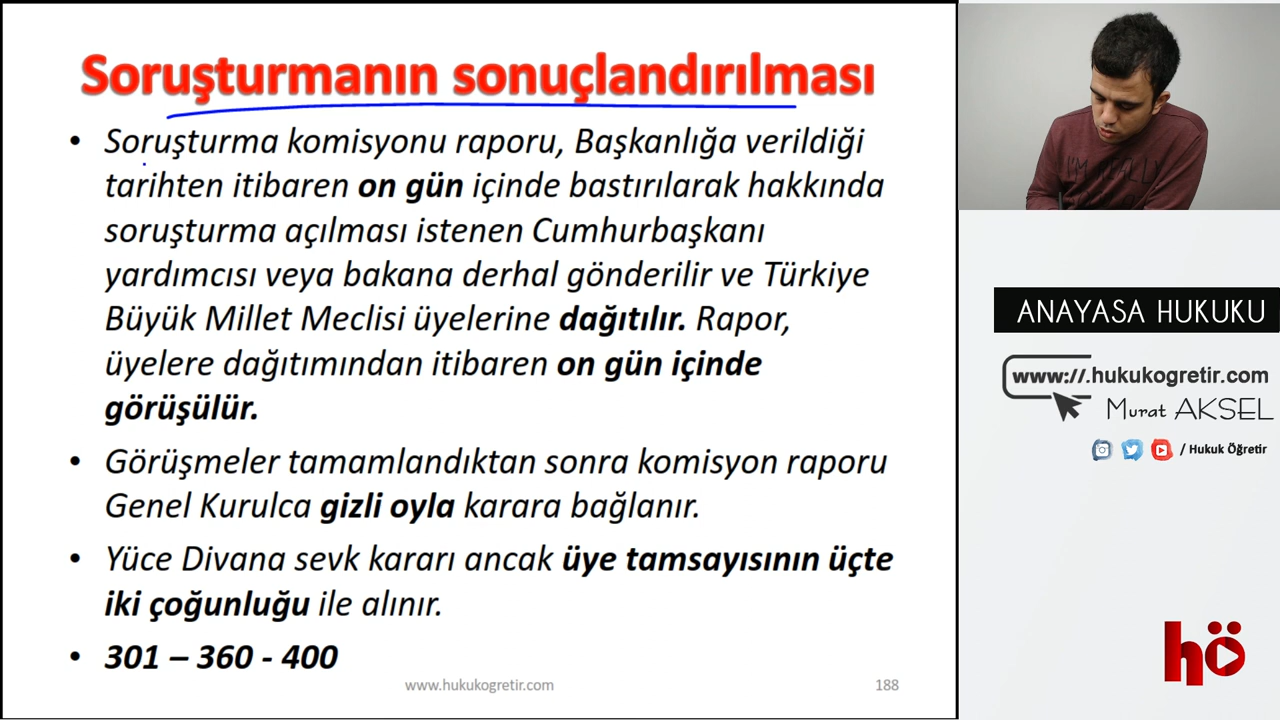 Soruşturmanın sonuçlandırılması
• Soruşturma komisyonu raporu, Başkanlığa verildiği
tarihten itibaren on gün içinde bastırılarak hakkında
soruşturma açılması istenen Cumhurbaşkanı
yardımcısı veya bakana derhal gönderilir ve Türkiye
Büyük Millet Meclisi üyelerine dağıtılır. Rapor,
üyelere dağıtımından itibaren on gün içinde
görüşülür.
• Görüşmeler tamamlandıktan sonra komisyon raporu
Genel Kurulca gizli oyla karara bağlanır.
• Yüce Divana sevk kararı ancak üye tamsayısının üçte
iki çoğunluğu ile alınır.
• 301 – 360 - 400
www.hukukogretir.com
188
I'M REALLY
ANAYASA HUKUKU
www://.hukukogretir.com
Murat AKSEL
/ Hukuk Öğretir
hö